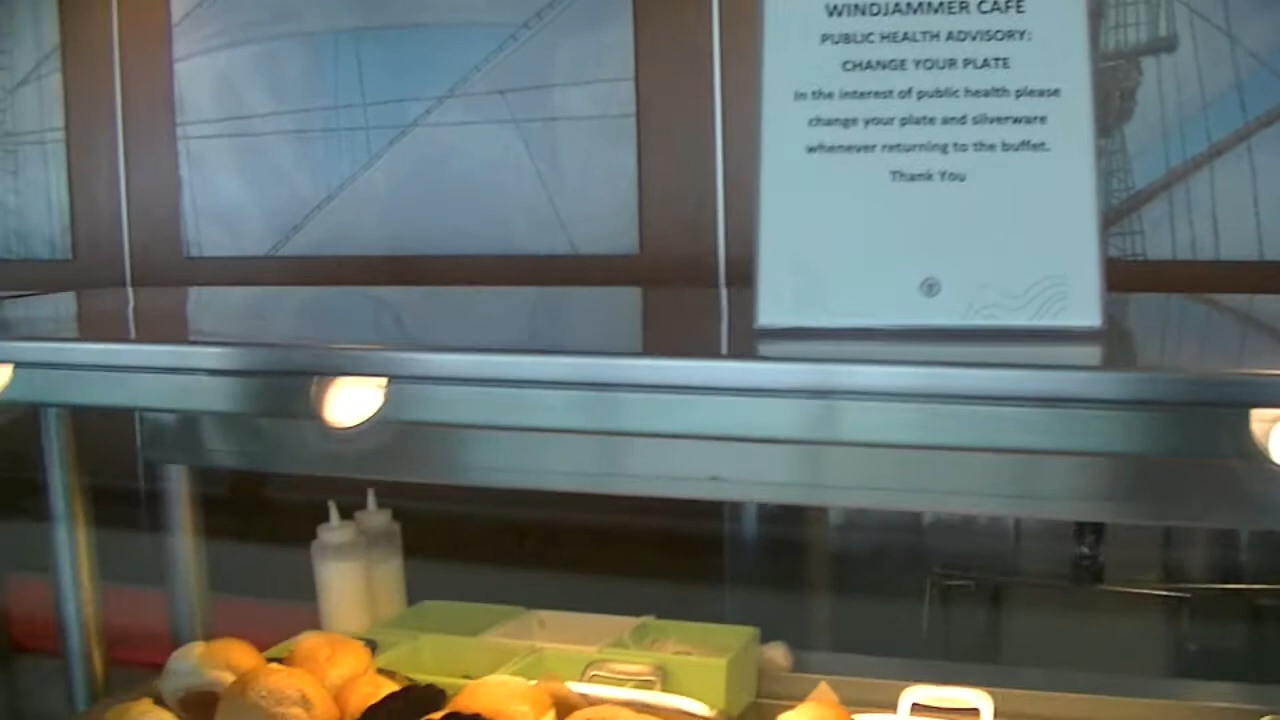 WINDJAMMER CAFE
PUBLIC HEALTH ADVISORY:
CHANGE YOUR PLATE
In the interest of public health please
change your plate and silverware
whenever returning to the buffet.
Thank You